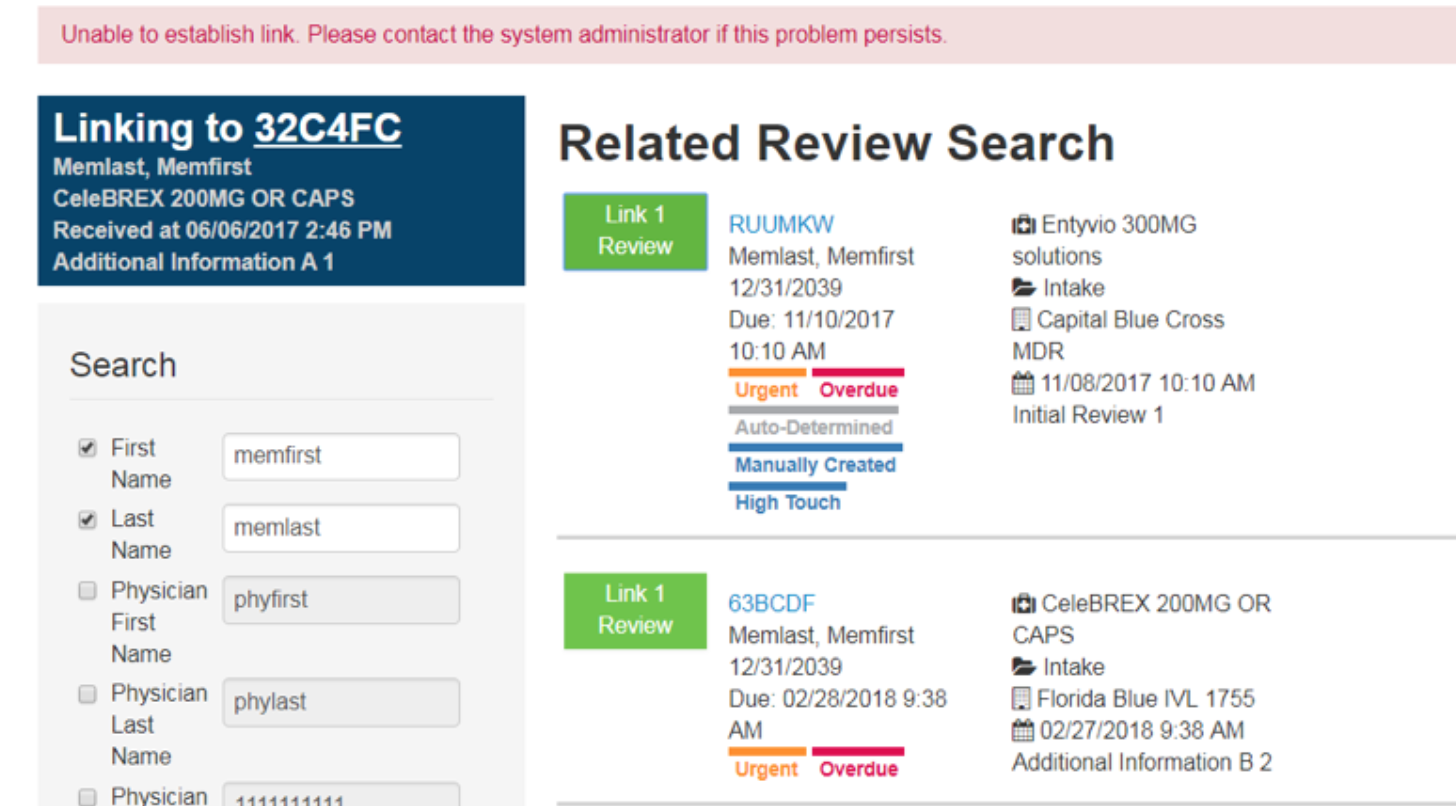 Unable to establish link. Please contact the system administrator if this problem persists.
Linking to 32C4FC
Memlast, Memfirst
CeleBREX 200MG OR CAPS
Received at 06/06/2017 2:46 PM
Additional Information A 1
Search
First
Name
memfirst
Last
Name
memlast
Physician
First
Name
phyfirst
Physician
Last
Name
phylast
Physician
1111111111
Related Review Search
Link 1
Review
RUUMKW
Memlast, Memfirst
12/31/2039
Due: 11/10/2017
10:10 AM
Urgent Overdue
Auto-Determined
Manually Created
High Touch
Entyvio 300MG
solutions
Intake
Capital Blue Cross
MDR
11/08/2017 10:10 AM
Initial Review 1
Link 1
Review
63BCDF
Memlast, Memfirst
12/31/2039
Due: 02/28/2018 9:38
AM
Urgent Overdue
CeleBREX 200MG OR
CAPS
Intake
Florida Blue IVL 1755
02/27/2018 9:38 AM
Additional Information B 2